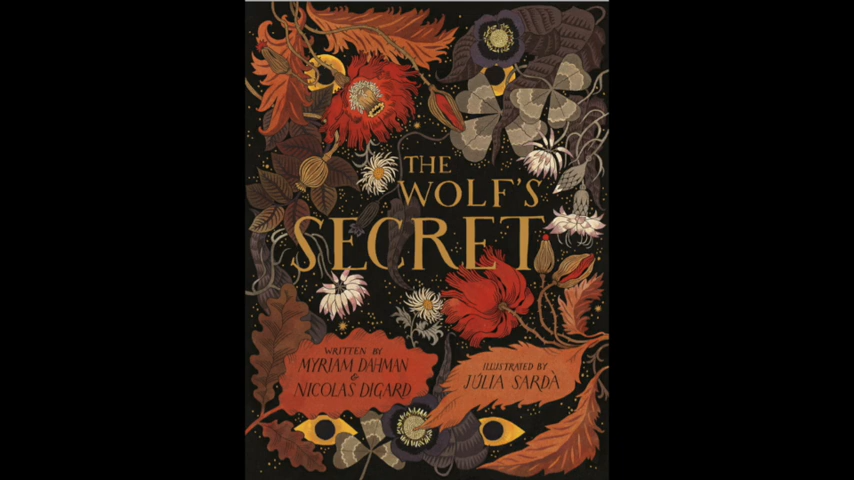 THE
WOLF'S
SECRET
WRITTEN BY
MYRIAM DAHMAN
&
NICOLAS DIGARD
ILLUSTRATED BY
JÚLIA SARDÀ